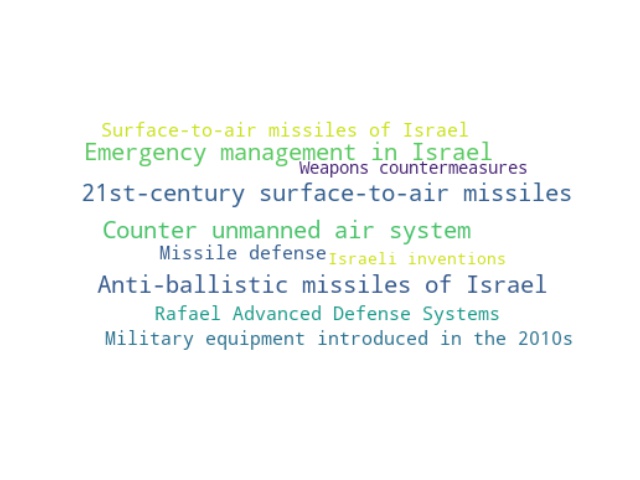 Surface-to-air missiles of Israel
Emergency management in Israel
Weapons countermeasures
21st-century surface-to-air missiles
Counter unmanned air system
Missile defense
Israeli inventions
Anti-ballistic missiles of Israel
Rafael Advanced Defense Systems
Military equipment introduced in the 2010s